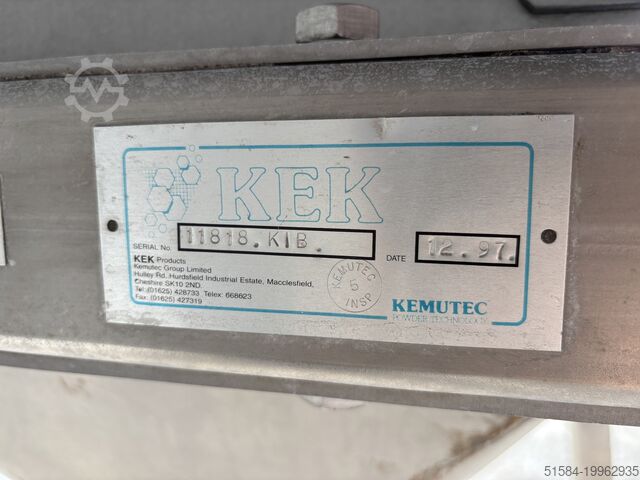 KEK
SERIAL No. 11818.KIB. DATE 12.97.
KEK Products
Kemutec Group Limited
Hulley Rd. Hurdsfield Industrial Estate, Macclesfield,
Cheshire SK10 2ND.
Tel: (01625) 428733 Telex: 668623
Fax: (01625) 427319
KEMUTEC
5
INSP
KEMUTEC
POWDER TECHNOLOGY
51584-19962935